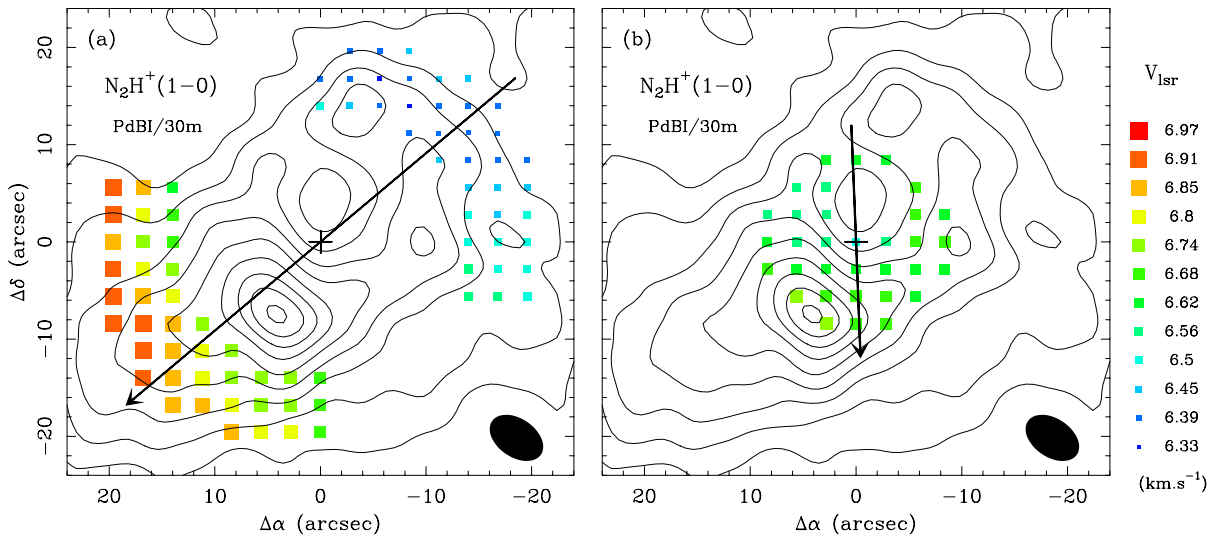 (a)
N₂H⁺(1−0)
PdBI/30m
20
10
0
−10
−20
Δδ (arcsec)
20 10 0 −10 −20
Δα (arcsec)
(b)
N₂H⁺(1−0)
PdBI/30m
20 10 0 −10 −20
Δα (arcsec)
V_lsr
6.97
6.91
6.85
6.8
6.74
6.68
6.62
6.56
6.5
6.45
6.39
6.33
(km.s⁻¹)